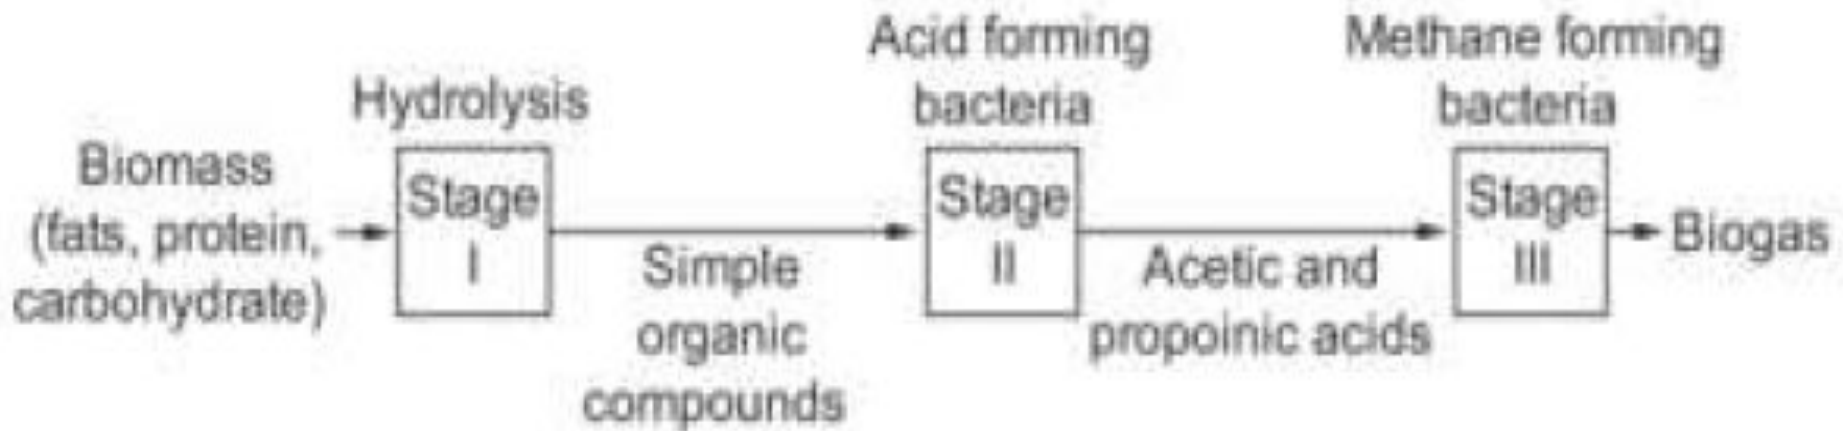 Biomass
(fats, protein,
carbohydrate)
Hydrolysis
Stage
I
Simple
organic
compounds
Acid forming
bacteria
Stage
II
Acetic and
propoinic acids
Methane forming
bacteria
Stage
III
Biogas